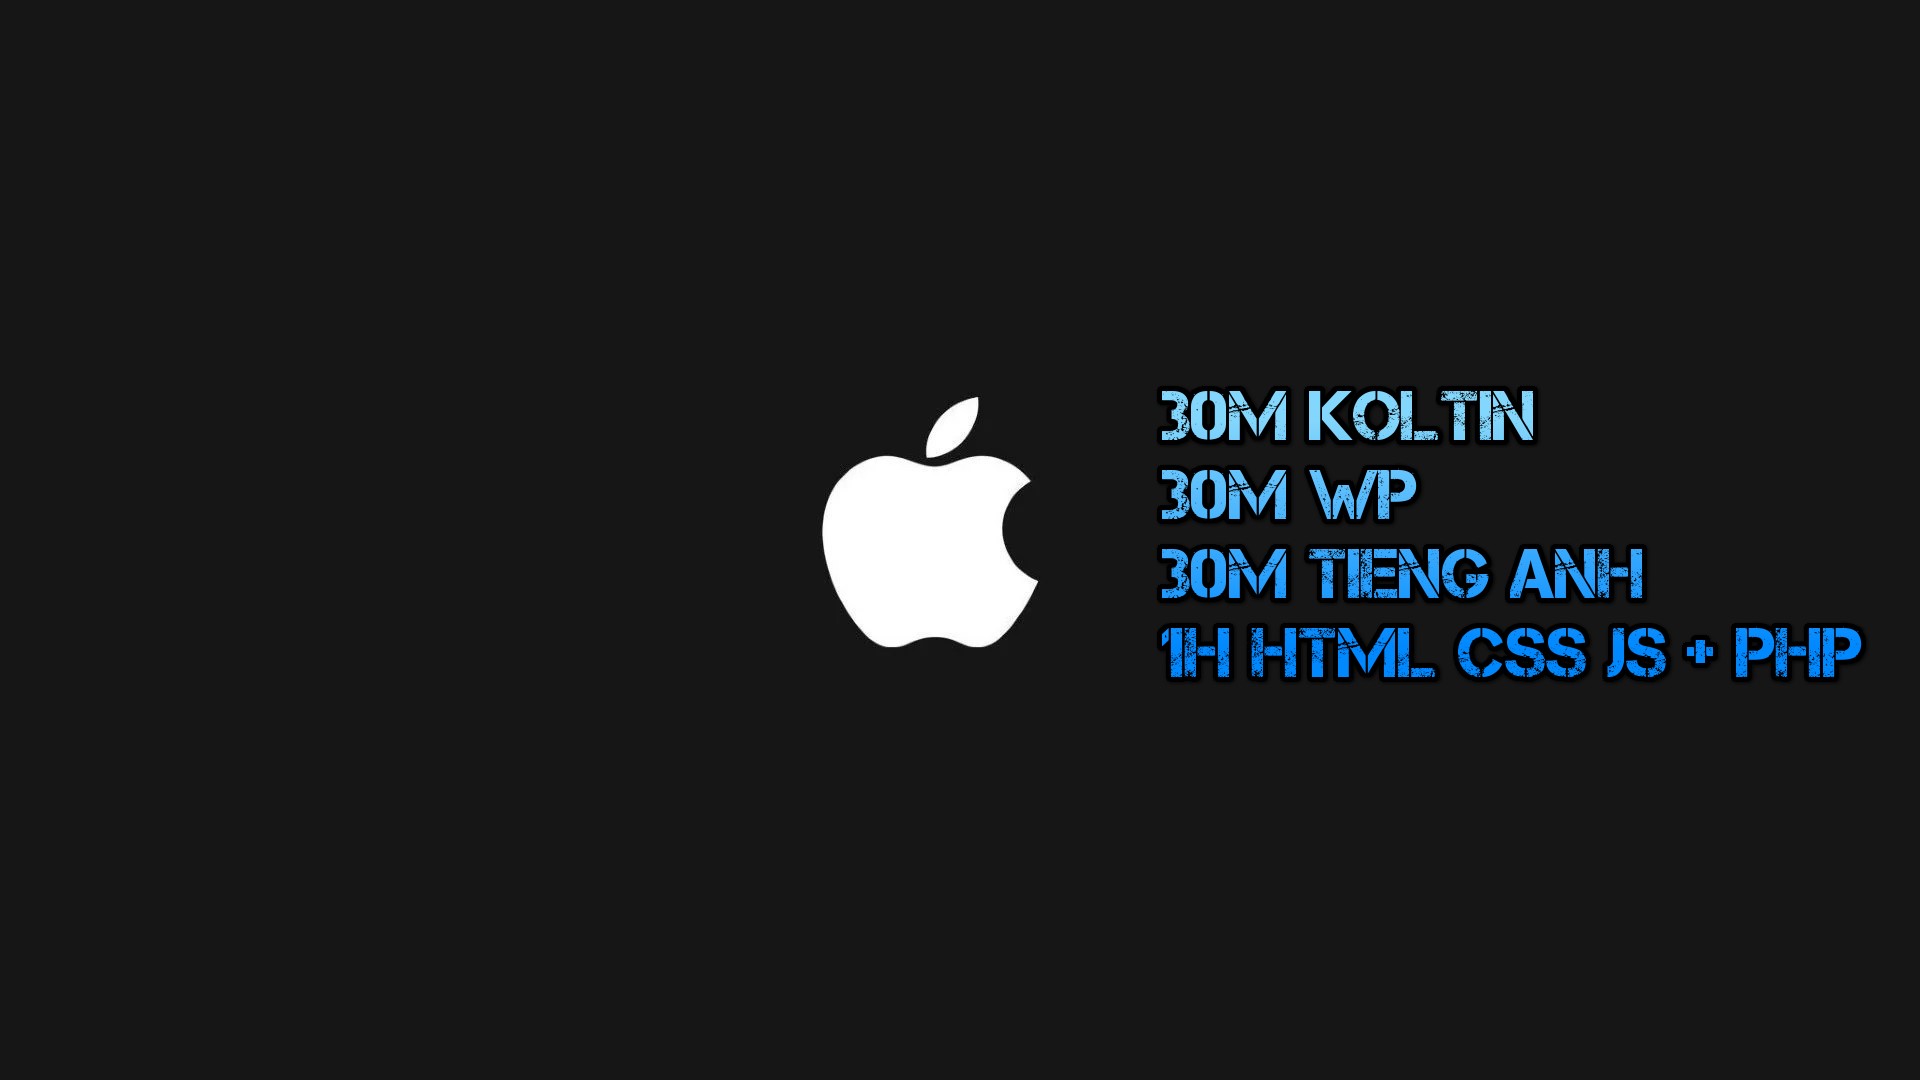 30M KOLTIN
30M WP
30M TIENG ANH
1H HTML CSS JS + PHP